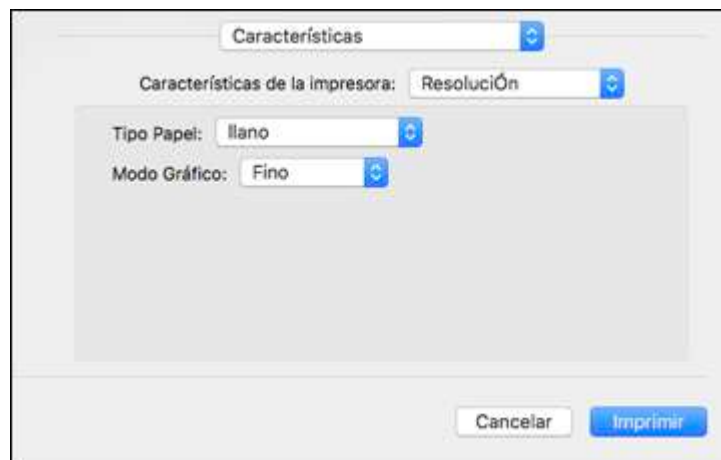 Características
Características de la impresora: ResoluciÓn
Tipo Papel: llano
Modo Gráfico: Fino
Cancelar Imprimir